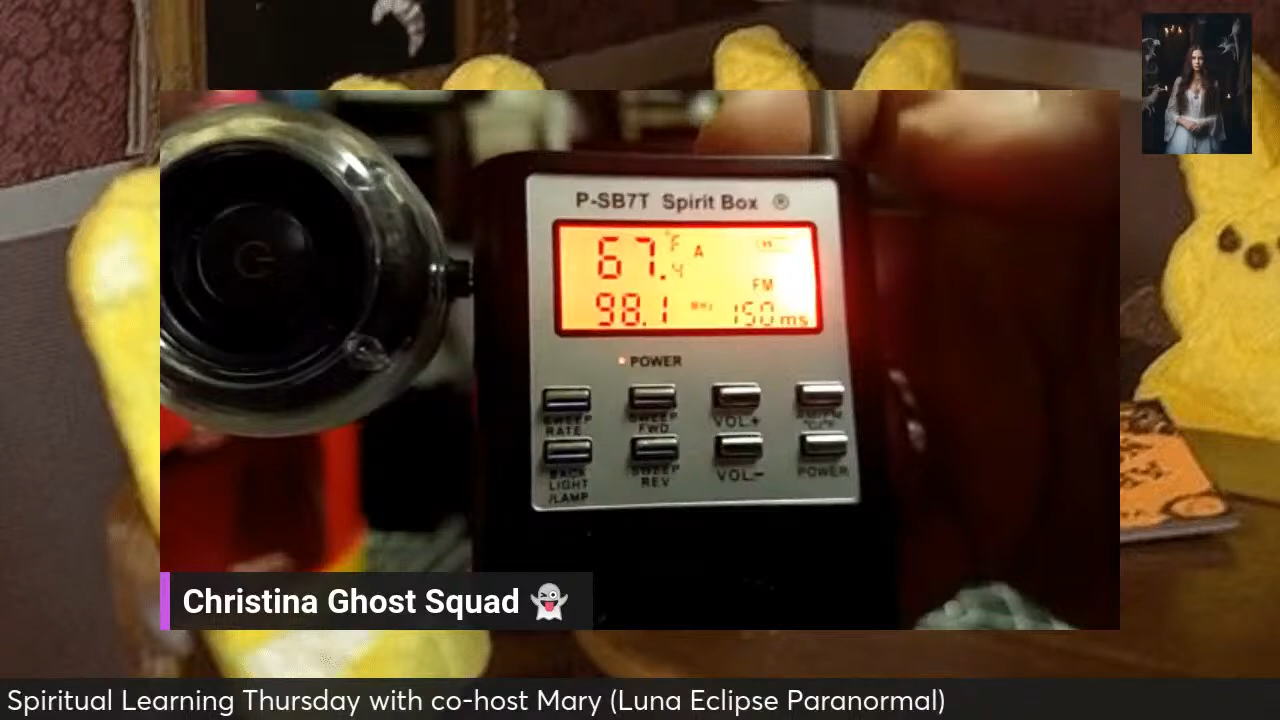 P-SB7T Spirit Box ®
67.4 °F A
FM
98.1 MHz 150 ms
POWER
SWEEP RATE
SWEEP FWD
VOL+
BACK LIGHT /LAMP
SWEEP REV
VOL-
POWER
Christina Ghost Squad 👻
Spiritual Learning Thursday with co-host Mary (Luna Eclipse Paranormal)